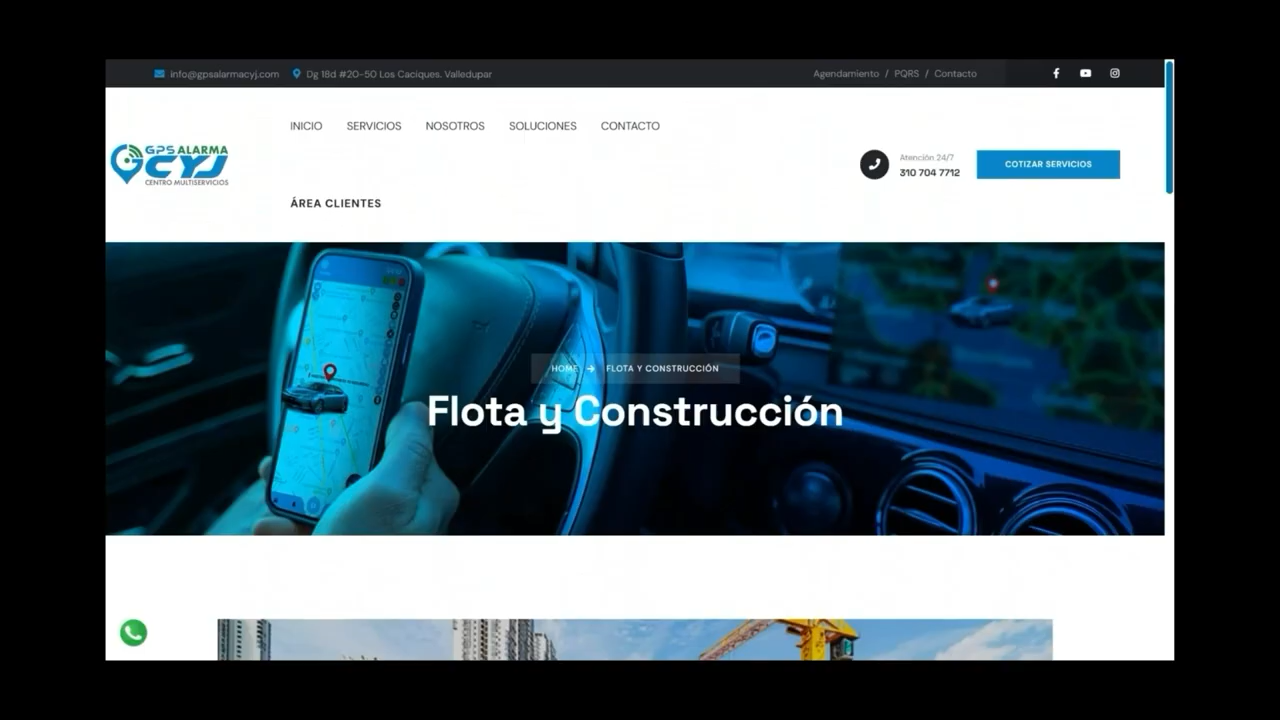 info@gpsalarmacyj.com Dg 18d #20-50 Los Caciques. Valledupar
Agendamiento / PQRS / Contacto
INICIO SERVICIOS NOSOTROS SOLUCIONES CONTACTO
GPS ALARMA
CYJ
CENTRO MULTISERVICIOS
Atención 24/7
310 704 7712
COTIZAR SERVICIOS
ÁREA CLIENTES
HOME → FLOTA Y CONSTRUCCIÓN
Flota y Construcción